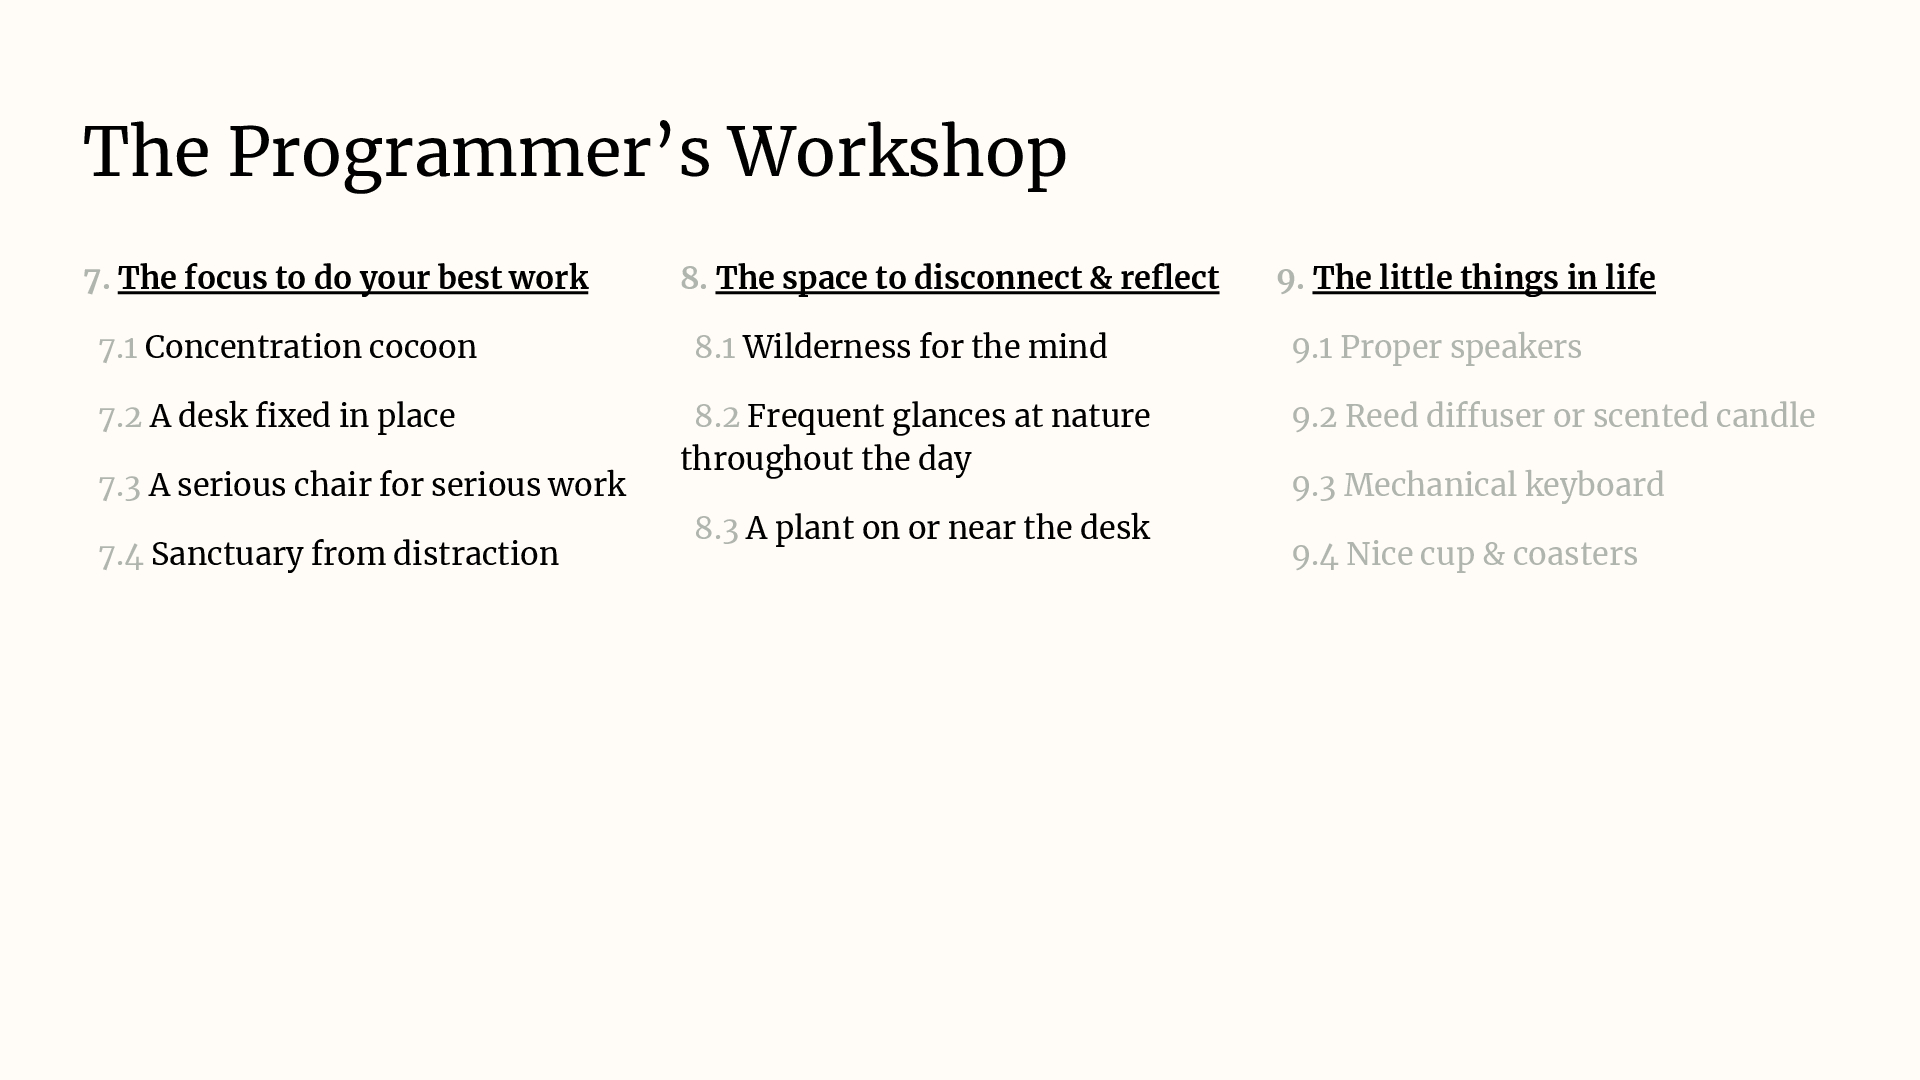 The Programmer’s Workshop
7. The focus to do your best work
7.1 Concentration cocoon
7.2 A desk fixed in place
7.3 A serious chair for serious work
7.4 Sanctuary from distraction
8. The space to disconnect & reflect
8.1 Wilderness for the mind
8.2 Frequent glances at nature
throughout the day
8.3 A plant on or near the desk
9. The little things in life
9.1 Proper speakers
9.2 Reed diffuser or scented candle
9.3 Mechanical keyboard
9.4 Nice cup & coasters